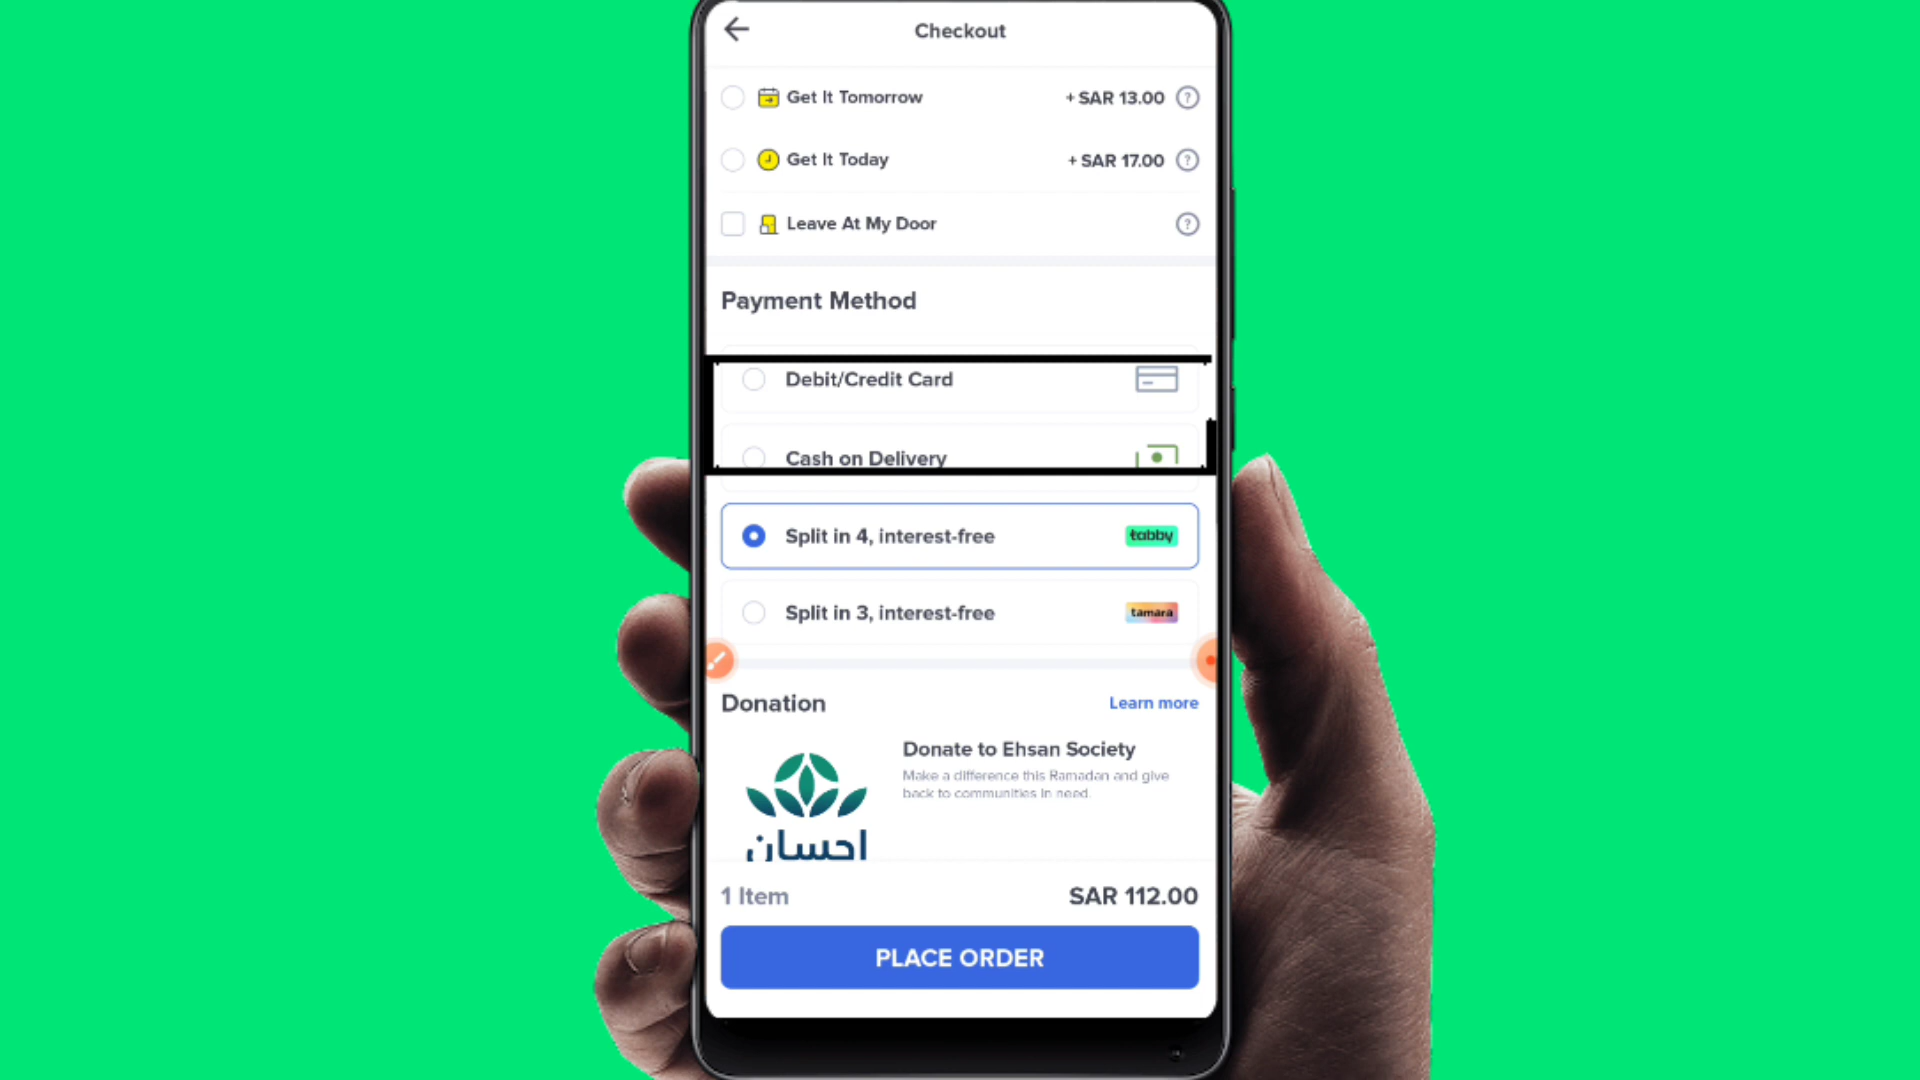 Checkout
Get It Tomorrow + SAR 13.00 ?
Get It Today + SAR 17.00 ?
Leave At My Door ?
Payment Method
Debit/Credit Card
Cash on Delivery
Split in 4, interest-free tabby
Split in 3, interest-free tamara
Donation Learn more
Donate to Ehsan Society
Make a difference this Ramadan and give
back to communities in need.
احسان
1 Item SAR 112.00
PLACE ORDER